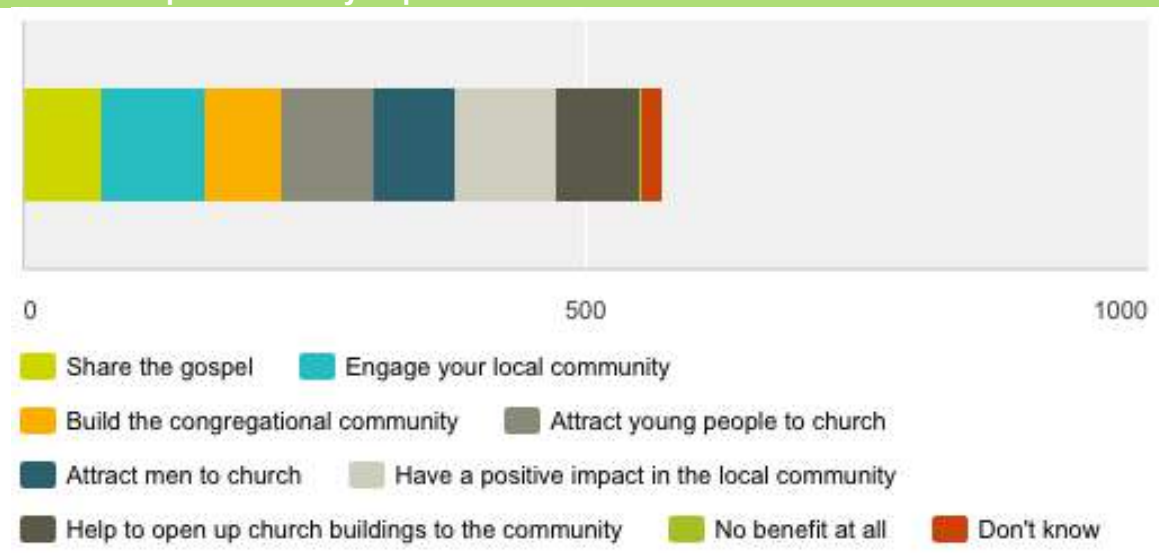 0 500 1000
Share the gospel Engage your local community
Build the congregational community Attract young people to church
Attract men to church Have a positive impact in the local community
Help to open up church buildings to the community No benefit at all Don't know